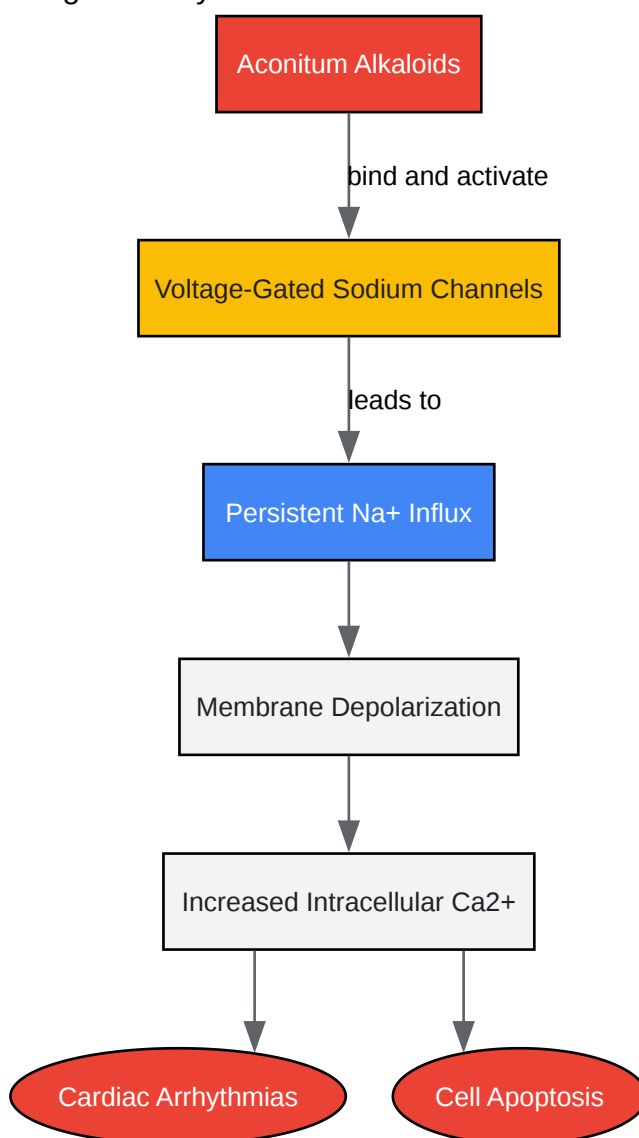 Aconitum Alkaloids
bind and activate
Voltage-Gated Sodium Channels
leads to
Persistent Na+ Influx
Membrane Depolarization
Increased Intracellular Ca2+
Cardiac Arrhythmias
Cell Apoptosis